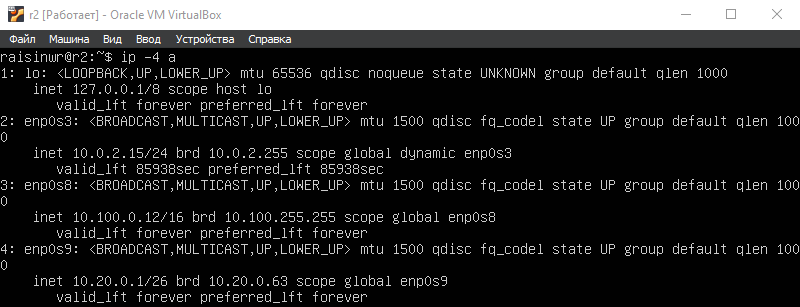 r2 [Работает] - Oracle VM VirtualBox
Файл Машина Вид Ввод Устройства Справка
raisinwr@r2:~$ ip -4 a
1: lo: <LOOPBACK,UP,LOWER_UP> mtu 65536 qdisc noqueue state UNKNOWN group default qlen 1000
    inet 127.0.0.1/8 scope host lo
       valid_lft forever preferred_lft forever
2: enp0s3: <BROADCAST,MULTICAST,UP,LOWER_UP> mtu 1500 qdisc fq_codel state UP group default qlen 100
0
    inet 10.0.2.15/24 brd 10.0.2.255 scope global dynamic enp0s3
       valid_lft 85938sec preferred_lft 85938sec
3: enp0s8: <BROADCAST,MULTICAST,UP,LOWER_UP> mtu 1500 qdisc fq_codel state UP group default qlen 100
0
    inet 10.100.0.12/16 brd 10.100.255.255 scope global enp0s8
       valid_lft forever preferred_lft forever
4: enp0s9: <BROADCAST,MULTICAST,UP,LOWER_UP> mtu 1500 qdisc fq_codel state UP group default qlen 100
0
    inet 10.20.0.1/26 brd 10.20.0.63 scope global enp0s9
       valid_lft forever preferred_lft forever